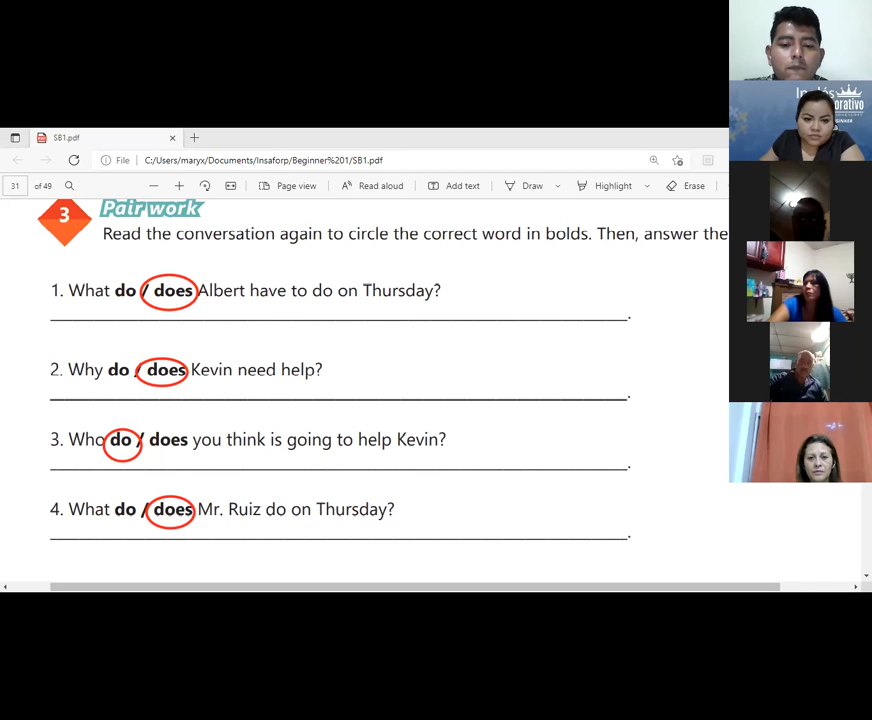 Inglés
orativo
SB1.pdf
File C:/Users/maryx/Documents/Insaforp/Beginner%201/SB1.pdf
31 of 49 Page view Read aloud Add text Draw Highlight Erase
3 Pair work
Read the conversation again to circle the correct word in bolds. Then, answer the
1. What do / does Albert have to do on Thursday?
2. Why do / does Kevin need help?
3. Who do / does you think is going to help Kevin?
4. What do / does Mr. Ruiz do on Thursday?